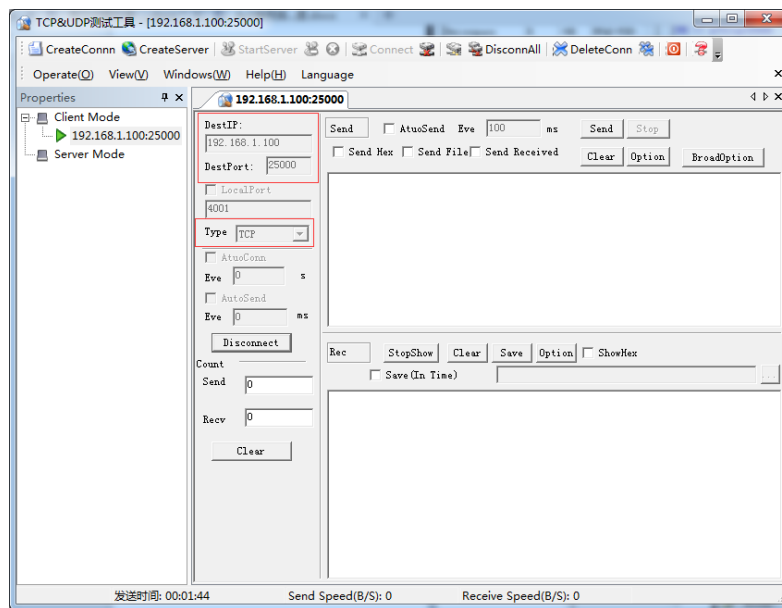 TCP&UDP测试工具 - [192.168.1.100:25000]
CreateConnn CreateServer StartServer Connect DisconnAll DeleteConn
Operate(O) View(V) Windows(W) Help(H) Language
Properties
Client Mode
192.168.1.100:25000
Server Mode
192.168.1.100:25000
DestIP:
192.168.1.100
DestPort: 25000
LocalPort
4001
Type TCP
AtuoConn
Eve 0 s
AutoSend
Eve 0 ms
Disconnect
Count
Send 0
Recv 0
Clear
Send AtuoSend Eve 100 ms Send Stop
Send Hex Send File Send Received Clear Option BroadOption
Rec StopShow Clear Save Option ShowHex
Save(In Time) ...
发送时间: 00:01:44 Send Speed(B/S): 0 Receive Speed(B/S): 0